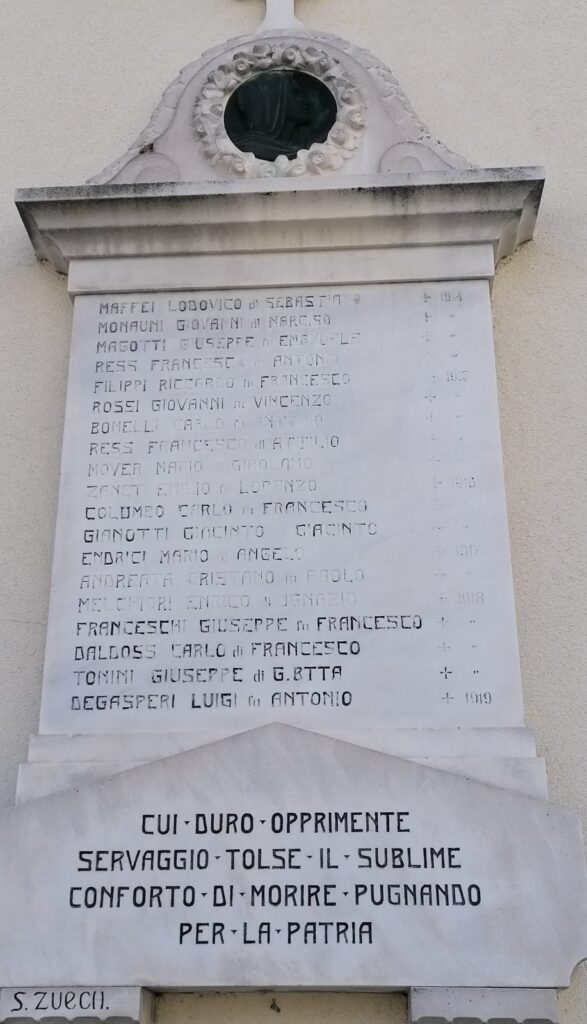 MAFFEI LODOVICO di SEBASTIANO + 1914
MONAUNI GIOVANNI di NARCISO + "
MAGOTTI GIUSEPPE di EMANUELE + "
RESS FRANCESCO di ANTONIO "
FILIPPI RICCARDO di FRANCESCO + 1915
ROSSI GIOVANNI di VINCENZO + "
BONELLI CARLO di ANTONIO + "
RESS FRANCESCO di ATTILIO + "
MOVER MARIO di GIROLAMO "
ZANET EMILIO di LORENZO + 1916
COLOMBO CARLO di FRANCESCO + "
GIANOTTI GIACINTO di GIACINTO + "
ENDRICI MARIO di ANGELO + 1917
ANDREATA CRISTANO di PAOLO + "
MELCHIORI ENRICO di IGNAZIO + 1918
FRANCESCHI GIUSEPPE di FRANCESCO + "
DALDOSS CARLO di FRANCESCO + "
TONINI GIUSEPPE di G.BTTA + "
DEGASPERI LUIGI di ANTONIO + 1919
CUI · DURO · OPPRIMENTE
SERVAGGIO · TOLSE · IL · SUBLIME
CONFORTO · DI · MORIRE · PUGNANDO
PER · LA · PATRIA
S. ZUECH.